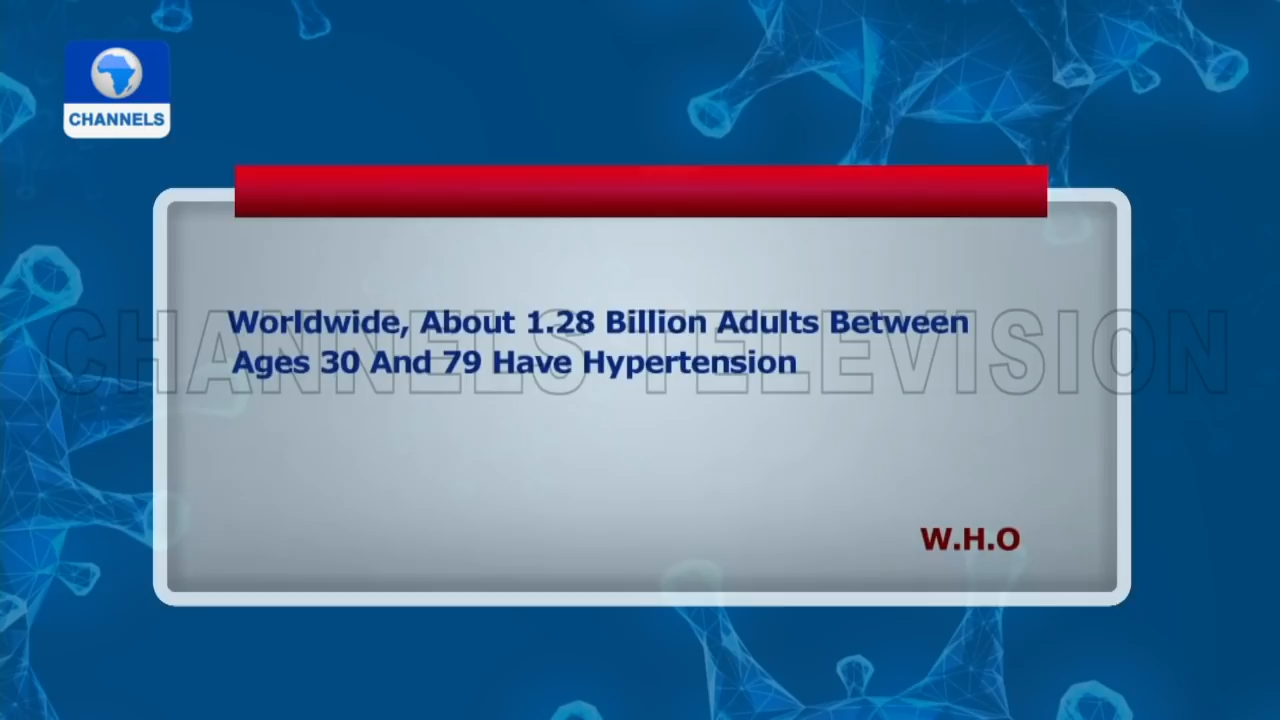 CHANNELS
Worldwide, About 1.28 Billion Adults Between
Ages 30 And 79 Have Hypertension
CHANNELS TELEVISION
W.H.O